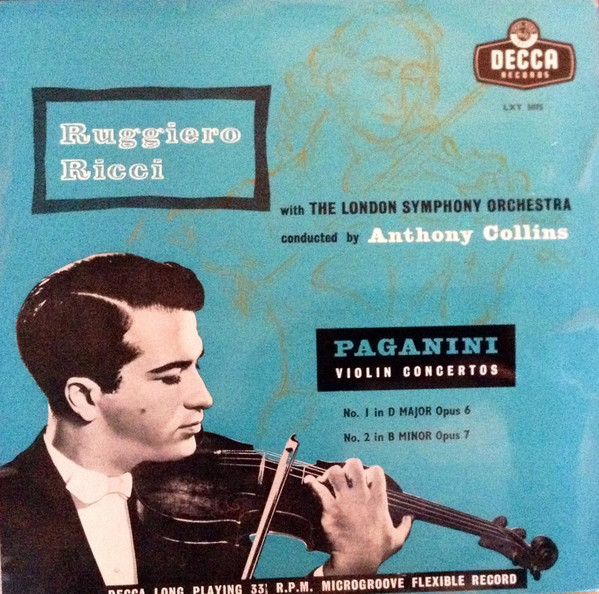 DECCA
RECORDS
LXT 5075
Ruggiero
Ricci
with THE LONDON SYMPHONY ORCHESTRA
conducted by Anthony Collins
PAGANINI
VIOLIN CONCERTOS
No. 1 in D MAJOR Opus 6
No. 2 in B MINOR Opus 7
DECCA LONG PLAYING 33⅓ R.P.M. MICROGROOVE FLEXIBLE RECORD